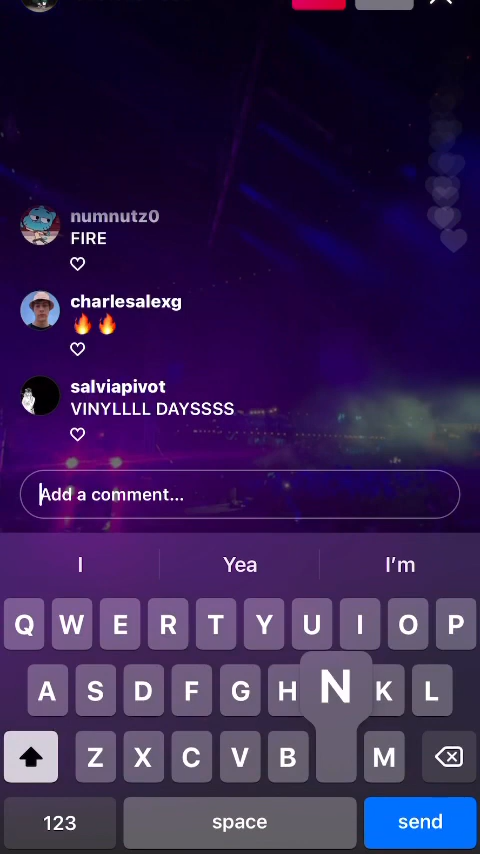 numnutz0
FIRE
charlesalexg
🔥🔥
salviapivot
VINYLLLL DAYSSSS
Add a comment...
I Yea I'm
Q W E R T Y U I O P
A S D F G H N K L
Z X C V B M
123 space send